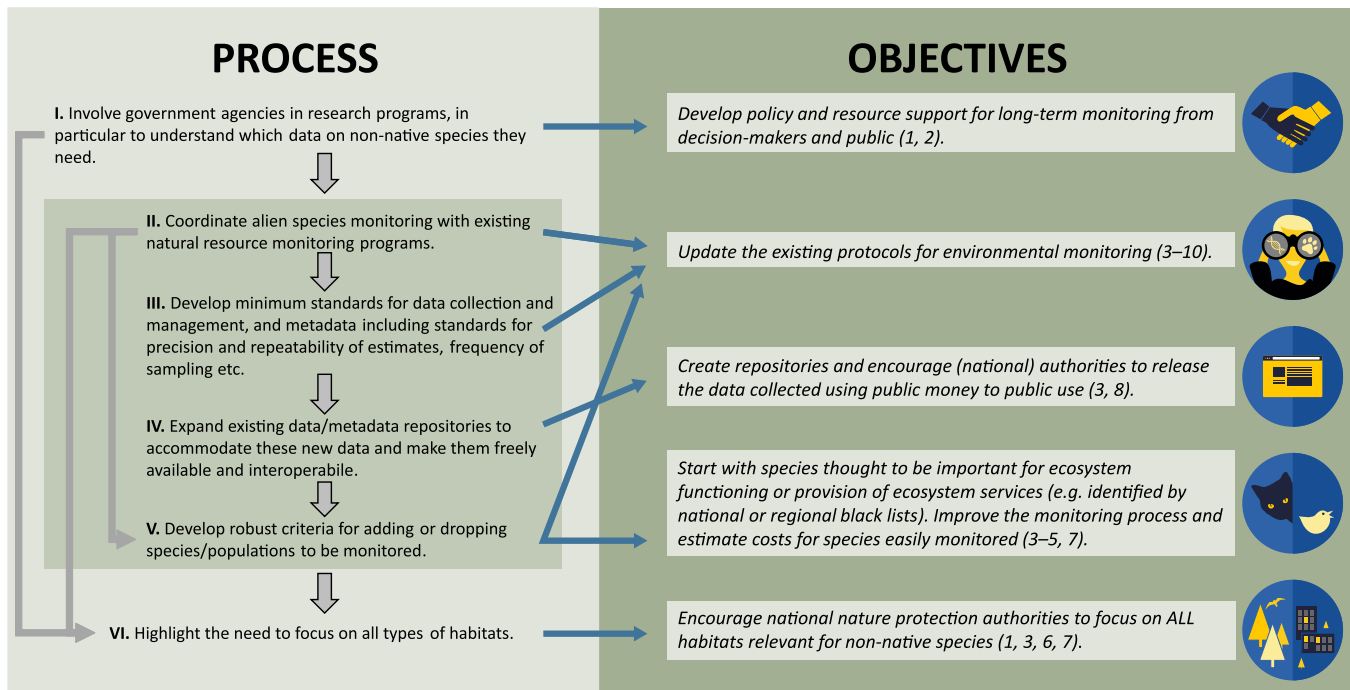 PROCESS
I. Involve government agencies in research programs, in
particular to understand which data on non-native species they
need.
II. Coordinate alien species monitoring with existing
natural resource monitoring programs.
III. Develop minimum standards for data collection and
management, and metadata including standards for
precision and repeatability of estimates, frequency of
sampling etc.
IV. Expand existing data/metadata repositories to
accommodate these new data and make them freely
available and interoperable.
V. Develop robust criteria for adding or dropping
species/populations to be monitored.
VI. Highlight the need to focus on all types of habitats.
OBJECTIVES
Develop policy and resource support for long-term monitoring from
decision-makers and public (1, 2).
Update the existing protocols for environmental monitoring (3–10).
Create repositories and encourage (national) authorities to release
the data collected using public money to public use (3, 8).
Start with species thought to be important for ecosystem
functioning or provision of ecosystem services (e.g. identified by
national or regional black lists). Improve the monitoring process and
estimate costs for species easily monitored (3–5, 7).
Encourage national nature protection authorities to focus on ALL
habitats relevant for non-native species (1, 3, 6, 7).